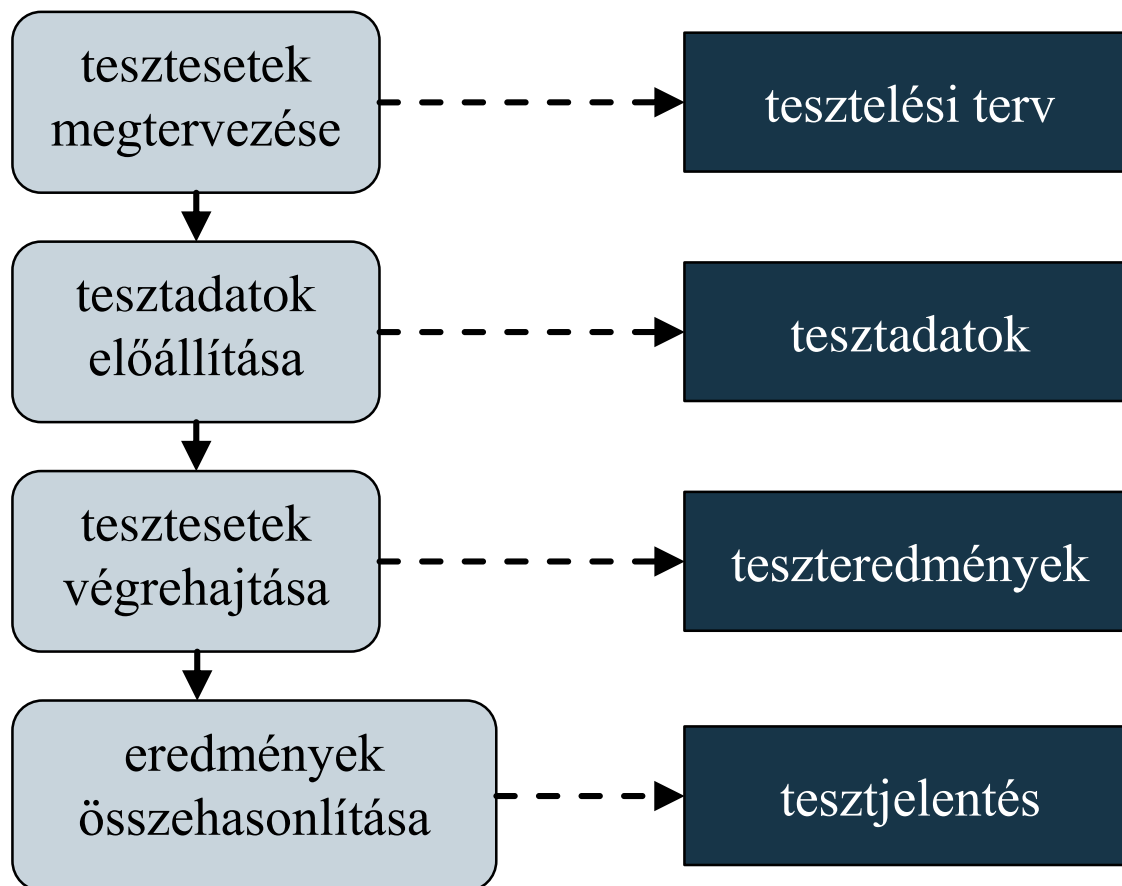 tesztesetek
megtervezése
tesztelési terv
tesztadatok
előállítása
tesztadatok
tesztesetek
végrehajtása
teszteredmények
eredmények
összehasonlítása
tesztjelentés